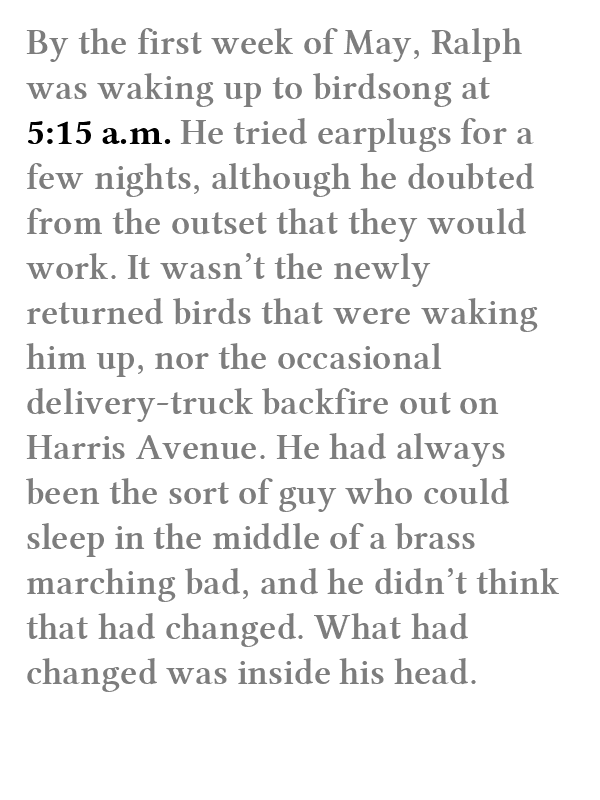 By the first week of May, Ralph
was waking up to birdsong at
5:15 a.m. He tried earplugs for a
few nights, although he doubted
from the outset that they would
work. It wasn’t the newly
returned birds that were waking
him up, nor the occasional
delivery-truck backfire out on
Harris Avenue. He had always
been the sort of guy who could
sleep in the middle of a brass
marching bad, and he didn’t think
that had changed. What had
changed was inside his head.